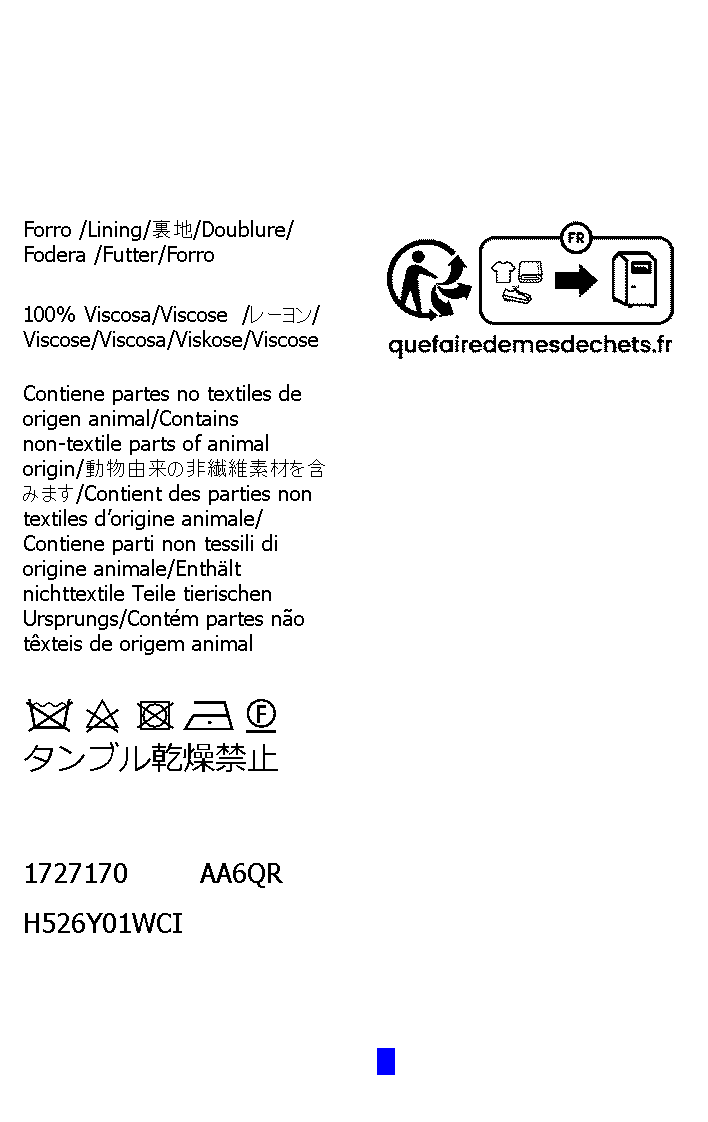 Forro /Lining/裏地/Doublure/
Fodera /Futter/Forro
100% Viscosa/Viscose /レーヨン/
Viscose/Viscosa/Viskose/Viscose
Contiene partes no textiles de
origen animal/Contains
non-textile parts of animal
origin/動物由来の非繊維素材を含
みます/Contient des parties non
textiles d’origine animale/
Contiene parti non tessili di
origine animale/Enthält
nichttextile Teile tierischen
Ursprungs/Contém partes não
têxteis de origem animal
F
タンブル乾燥禁止
1727170 AA6QR
H526Y01WCI
FR
quefairedemesdechets.fr